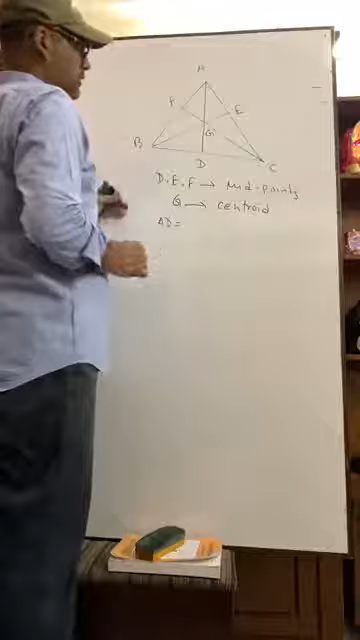 A
F
E
G
B
D
C
D, E, F → Mid-points
G → centroid
AD =